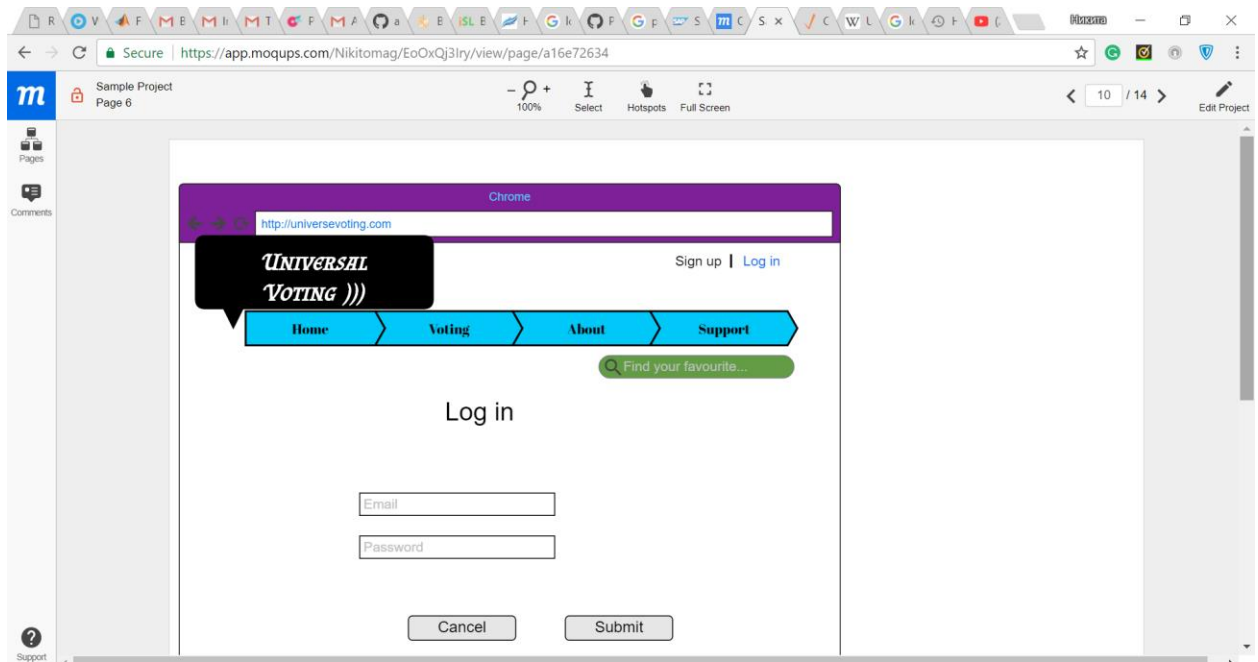 R V F M E M I M T P M A a E iSL E F G k F G p S m C S C W L G k F (.
Никита
Secure https://app.moqups.com/Nikitomag/EoOxQj3Iry/view/page/a16e72634
m
Sample Project
Page 6
- + Select Hotspots Full Screen
100%
10 / 14
Edit Project
Pages
Comments
Chrome
http://universevoting.com
Universal
Voting )))
Sign up | Log in
Home Voting About Support
Find your favourite...
Log in
Email
Password
Cancel Submit
Support